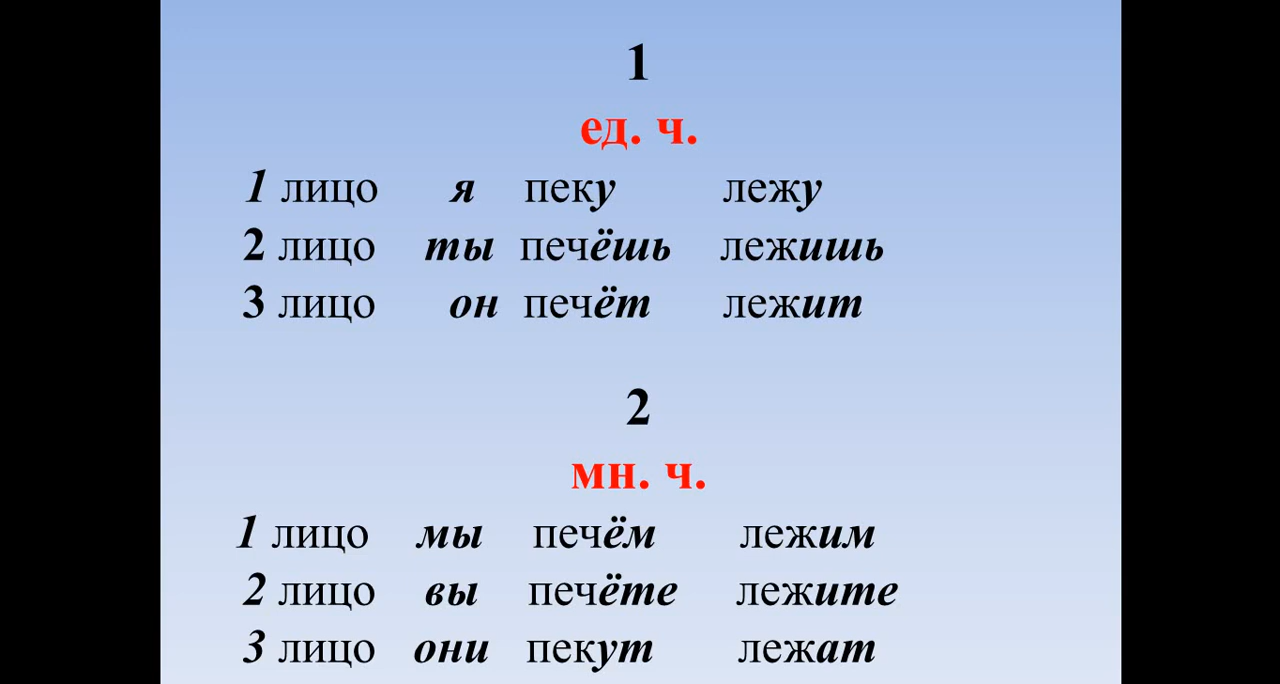 1
ед. ч.
1 лицо я пеку лежу
2 лицо ты печёшь лежишь
3 лицо он печёт лежит
2
мн. ч.
1 лицо мы печём лежим
2 лицо вы печёте лежите
3 лицо они пекут лежат